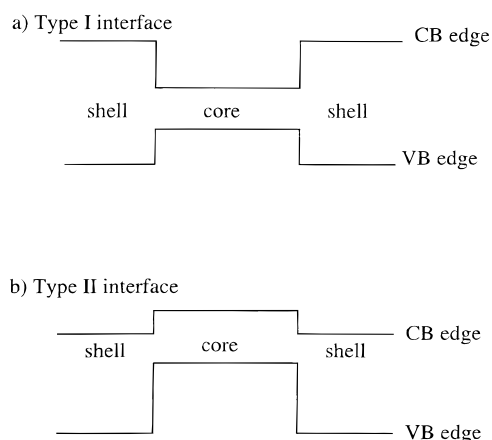 a) Type I interface
CB edge
shell core shell
VB edge
b) Type II interface
CB edge
shell core shell
VB edge